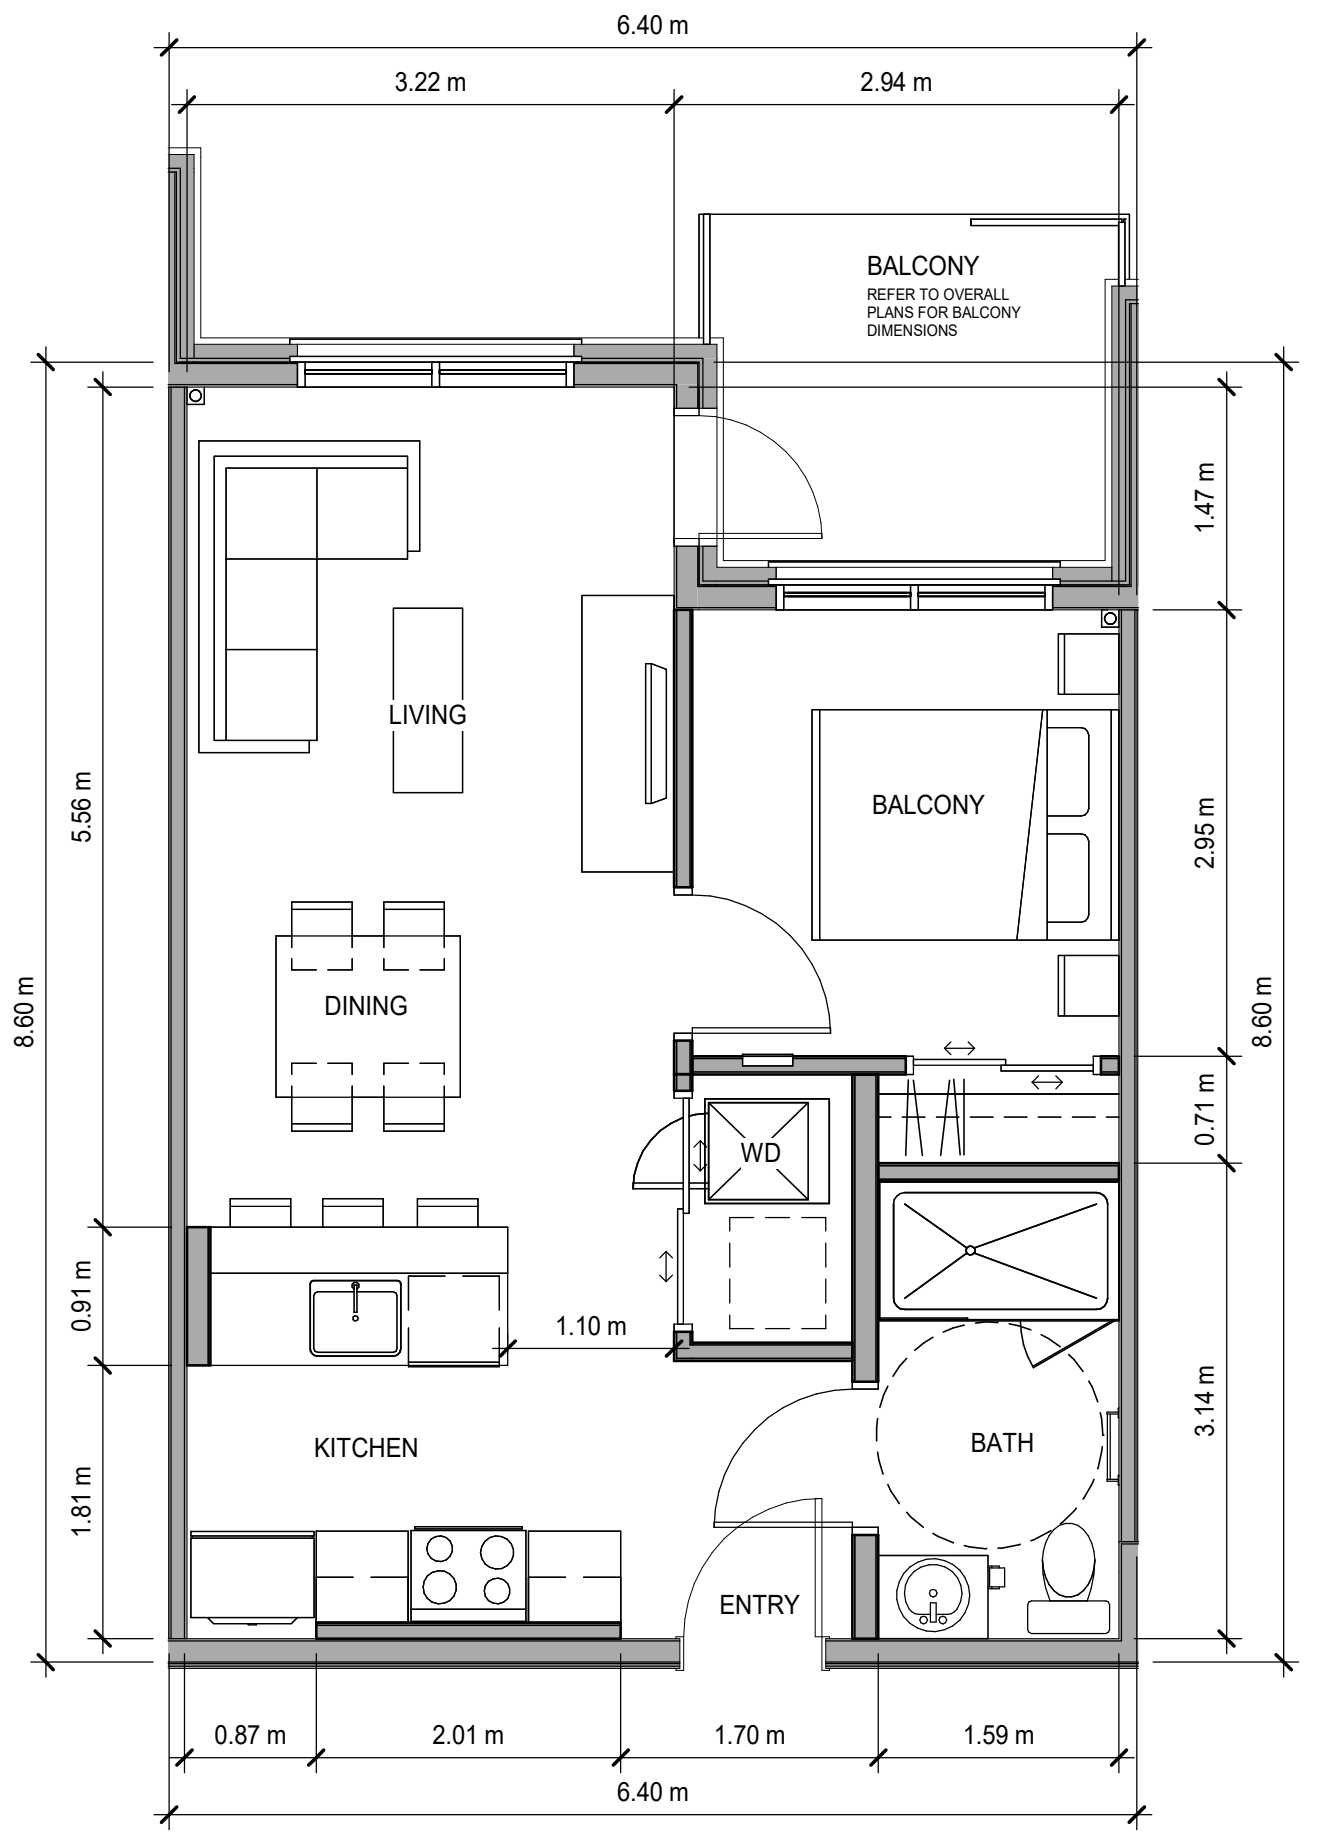 6.40 m
3.22 m
2.94 m
BALCONY
REFER TO OVERALL
PLANS FOR BALCONY
DIMENSIONS
1.47 m
LIVING
5.56 m
BALCONY
2.95 m
DINING
8.60 m
8.60 m
0.71 m
WD
0.91 m
1.10 m
3.14 m
KITCHEN
BATH
1.81 m
ENTRY
0.87 m
2.01 m
1.70 m
1.59 m
6.40 m